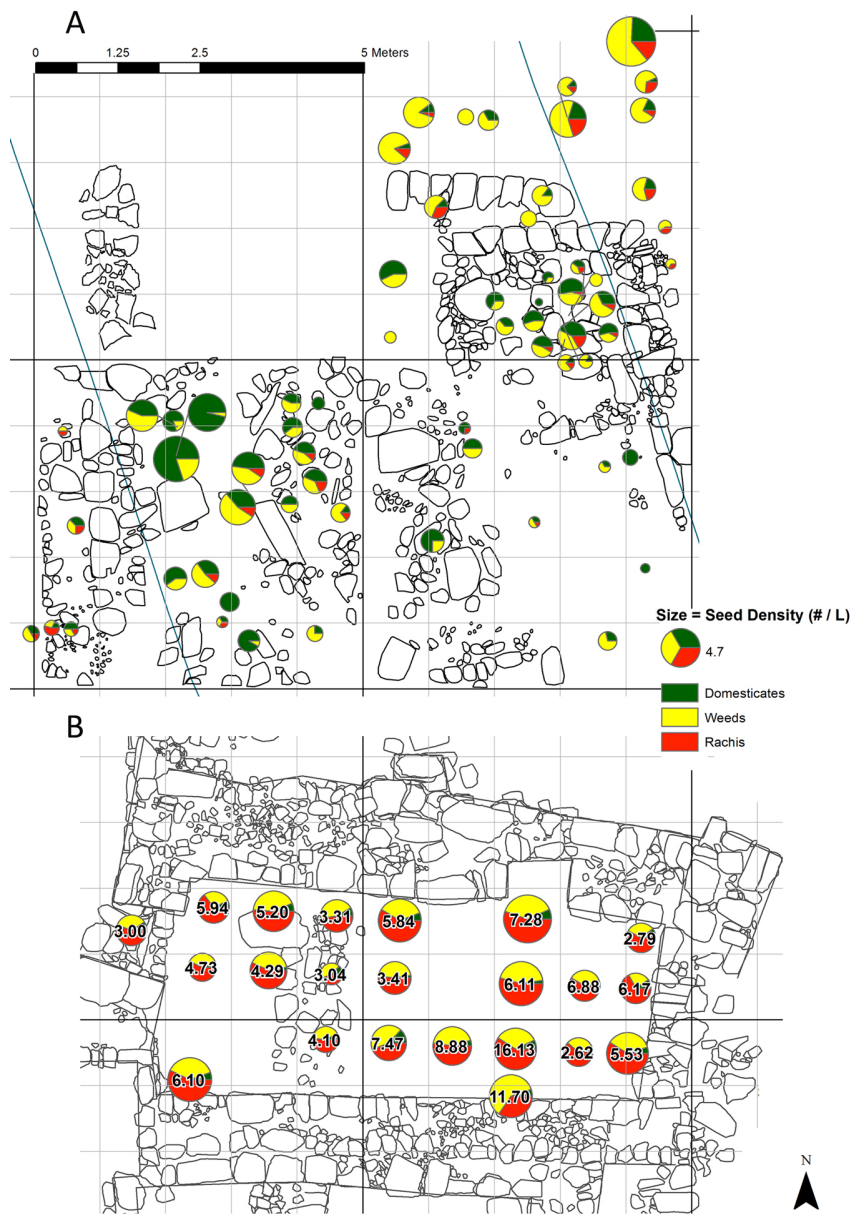 A
0 1.25 2.5 5 Meters
Size = Seed Density (# / L)
4.7
Domesticates
Weeds
Rachis
B
5.94 5.20 3.31 5.84 7.28
3.00 2.79
4.73 4.29 3.04 3.41 6.11 6.88 6.17
4.10 7.47 8.88 16.13 2.62 5.53
6.10 11.70
N